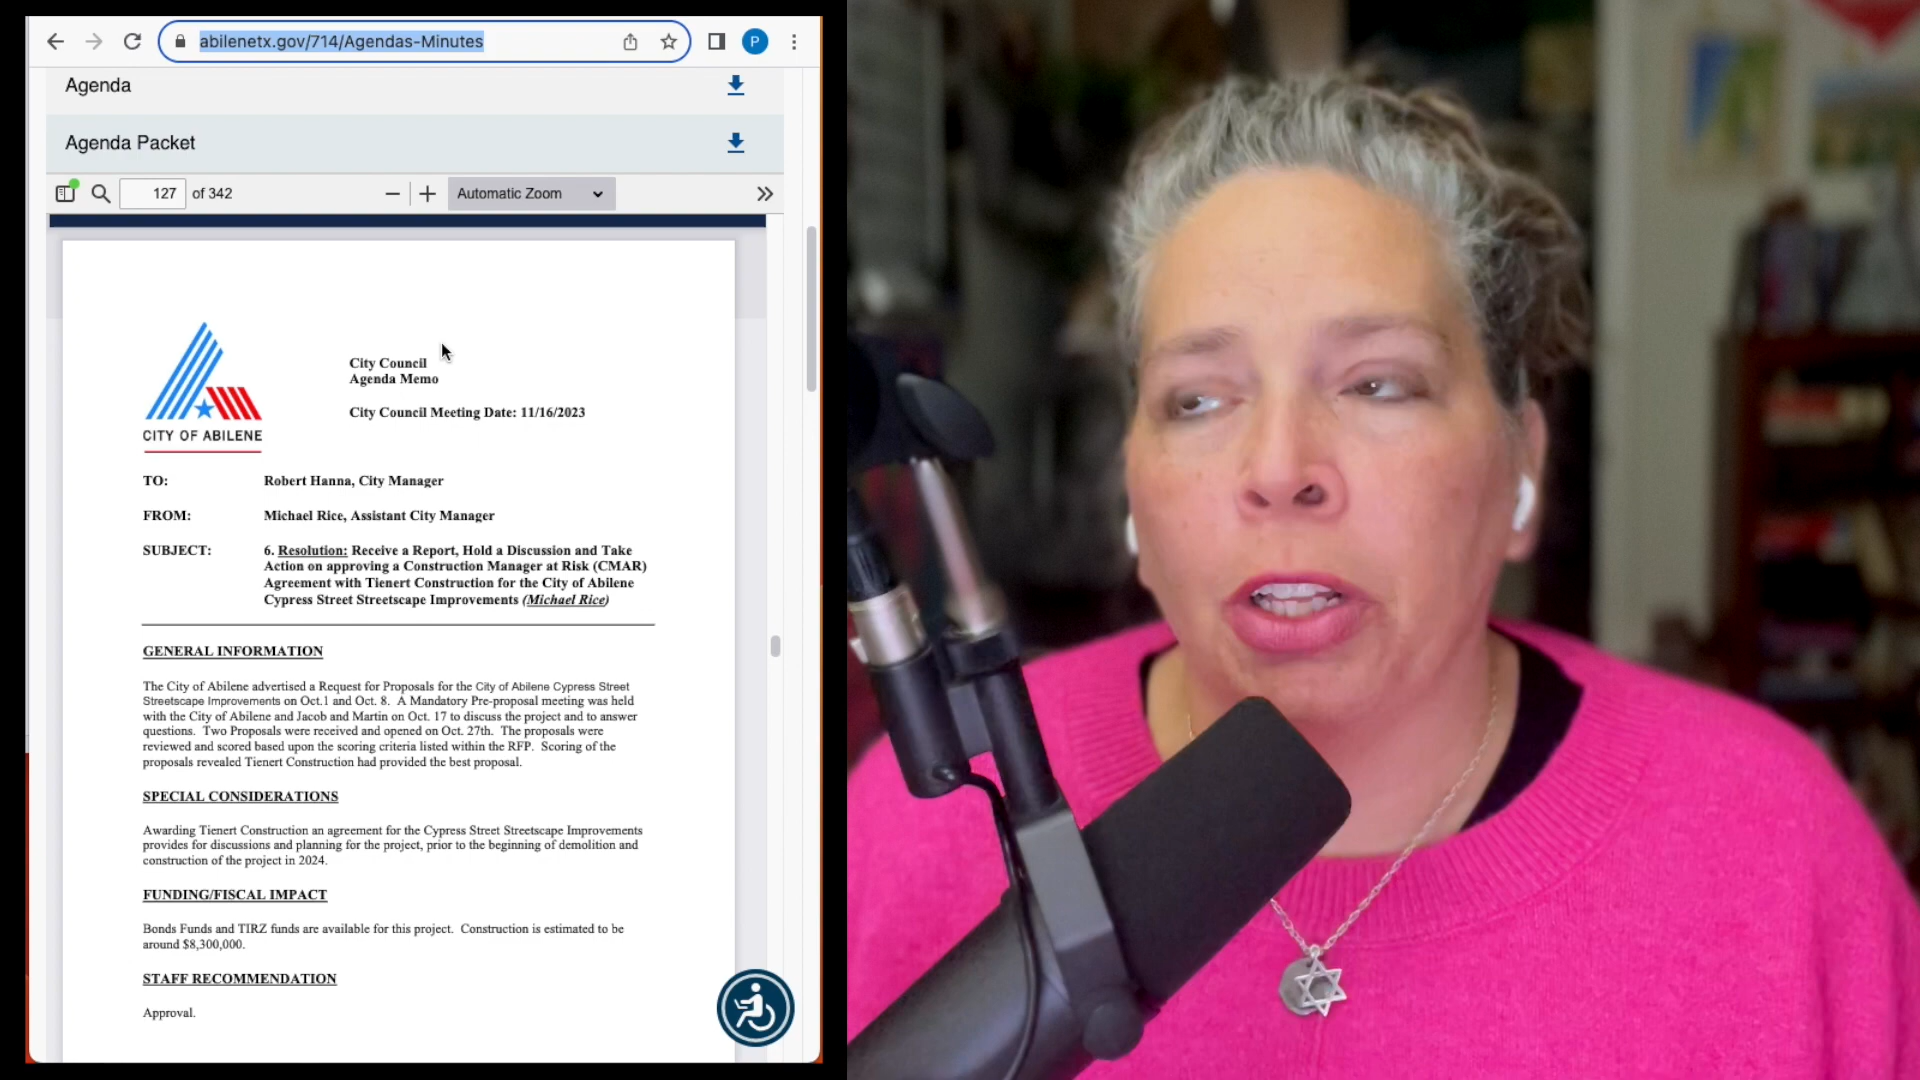 abilenetx.gov/714/Agendas-Minutes
P
Agenda
Agenda Packet
127 of 342
Automatic Zoom
CITY OF ABILENE
City Council
Agenda Memo
City Council Meeting Date: 11/16/2023
TO: Robert Hanna, City Manager
FROM: Michael Rice, Assistant City Manager
SUBJECT: 6. Resolution: Receive a Report, Hold a Discussion and Take
Action on approving a Construction Manager at Risk (CMAR)
Agreement with Tienert Construction for the City of Abilene
Cypress Street Streetscape Improvements (Michael Rice)
GENERAL INFORMATION
The City of Abilene advertised a Request for Proposals for the City of Abilene Cypress Street
Streetscape Improvements on Oct.1 and Oct. 8. A Mandatory Pre-proposal meeting was held
with the City of Abilene and Jacob and Martin on Oct. 17 to discuss the project and to answer
questions. Two Proposals were received and opened on Oct. 27th. The proposals were
reviewed and scored based upon the scoring criteria listed within the RFP. Scoring of the
proposals revealed Tienert Construction had provided the best proposal.
SPECIAL CONSIDERATIONS
Awarding Tienert Construction an agreement for the Cypress Street Streetscape Improvements
provides for discussions and planning for the project, prior to the beginning of demolition and
construction of the project in 2024.
FUNDING/FISCAL IMPACT
Bonds Funds and TIRZ funds are available for this project. Construction is estimated to be
around $8,300,000.
STAFF RECOMMENDATION
Approval.